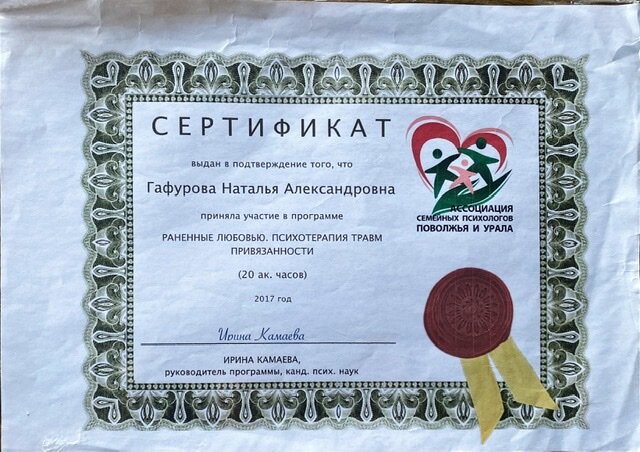 СЕРТИФИКАТ
выдан в подтверждение того, что
Гафурова Наталья Александровна
приняла участие в программе
РАНЕННЫЕ ЛЮБОВЬЮ. ПСИХОТЕРАПИЯ ТРАВМ
ПРИВЯЗАННОСТИ
(20 ак. часов)
2017 год
Ирина Камаева
ИРИНА КАМАЕВА,
руководитель программы, канд. псих. наук
АССОЦИАЦИЯ
СЕМЕЙНЫХ ПСИХОЛОГОВ
ПОВОЛЖЬЯ И УРАЛА